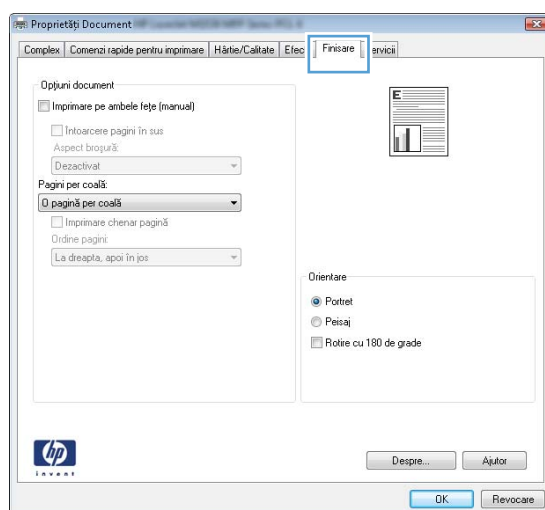 Proprietăți Document
Complex Comenzi rapide pentru imprimare Hârtie/Calitate Efec Finisare ervicii
Opțiuni document
Imprimare pe ambele fețe (manual)
Întoarcere pagini în sus
Aspect broșură:
Dezactivat
Pagini per coală:
O pagină per coală
Imprimare chenar pagină
Ordine pagini:
La dreapta, apoi în jos
E
Orientare
Portret
Peisaj
Rotire cu 180 de grade
hp
invent
Despre... Ajutor
OK Revocare